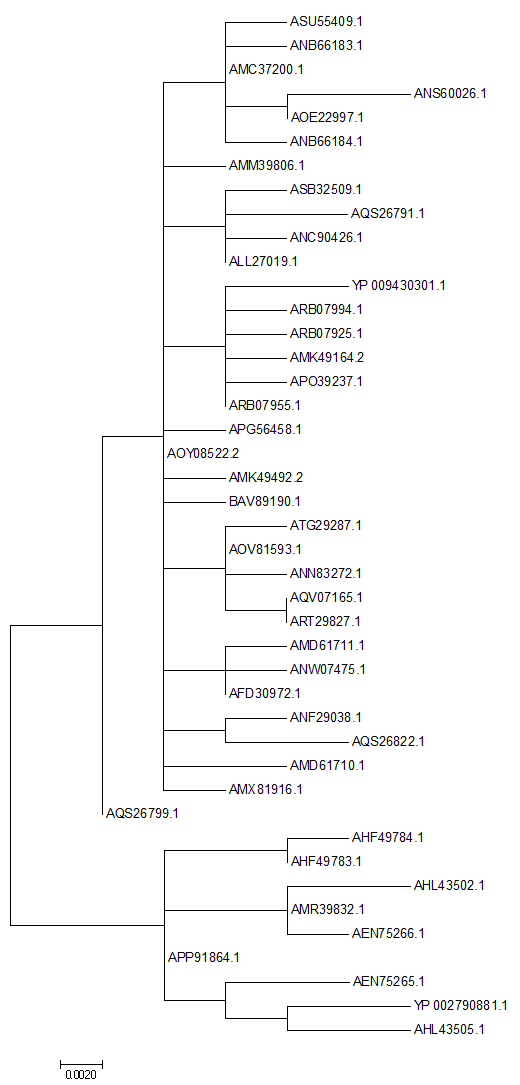 ASU55409.1
ANB66183.1
AMC37200.1
ANS60026.1
AOE22997.1
ANB66184.1
AMM39806.1
ASB32509.1
AQS26791.1
ANC90426.1
ALL27019.1
YP 009430301.1
ARB07994.1
ARB07925.1
AMK49164.2
APO39237.1
ARB07955.1
APG56458.1
AOY08522.2
AMK49492.2
BAV89190.1
ATG29287.1
AOV81593.1
ANN83272.1
AQV07165.1
ART29827.1
AMD61711.1
ANW07475.1
AFD30972.1
ANF29038.1
AQS26822.1
AMD61710.1
AMX81916.1
AQS26799.1
AHF49784.1
AHF49783.1
AHL43502.1
AMR39832.1
AEN75266.1
APP91864.1
AEN75265.1
YP 002790881.1
AHL43505.1
0.0020